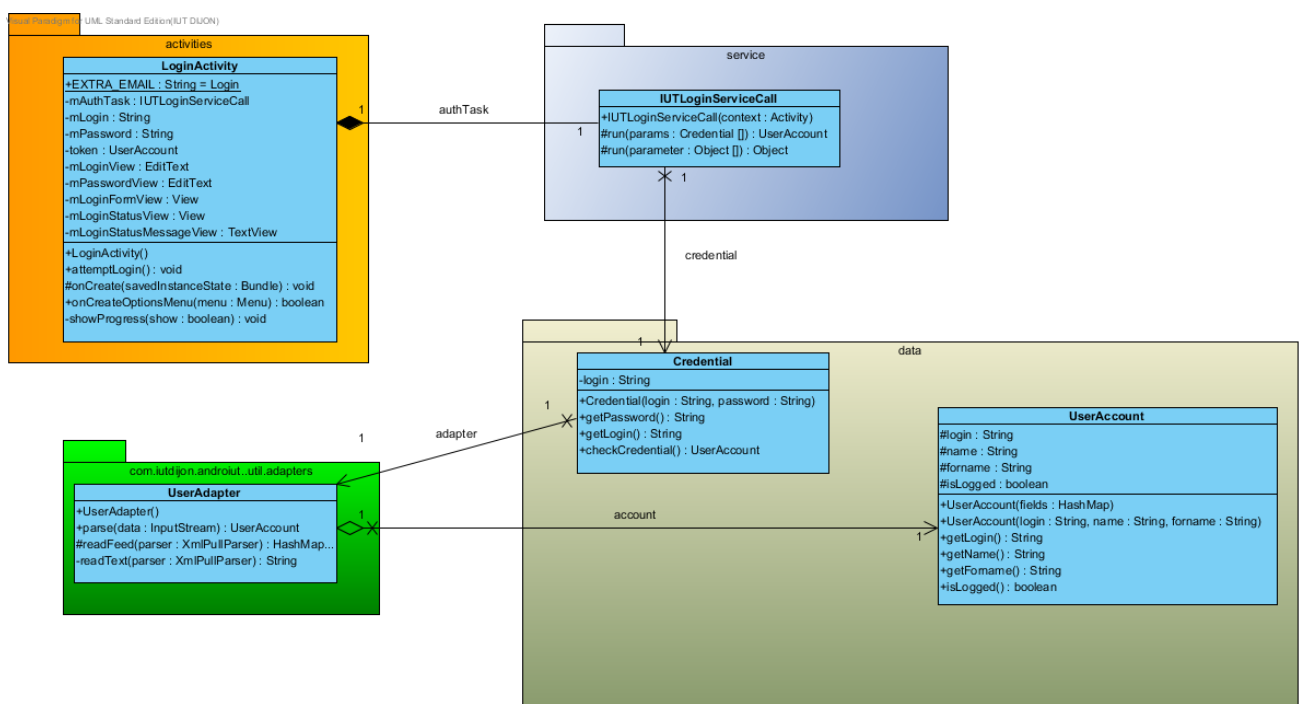 Visual Paradigm for UML Standard Edition(IUT DIJON)
activities
LoginActivity
+EXTRA_EMAIL : String = Login
-mAuthTask : IUTLoginServiceCall
-mLogin : String
-mPassword : String
-token : UserAccount
-mLoginView : EditText
-mPasswordView : EditText
-mLoginFormView : View
-mLoginStatusView : View
-mLoginStatusMessageView : TextView
+LoginActivity()
+attemptLogin() : void
#onCreate(savedInstanceState : Bundle) : void
+onCreateOptionsMenu(menu : Menu) : boolean
-showProgress(show : boolean) : void
1
authTask
1
service
IUTLoginServiceCall
+IUTLoginServiceCall(context : Activity)
#run(params : Credential []) : UserAccount
#run(parameter : Object []) : Object
1
credential
1
data
Credential
-login : String
+Credential(login : String, password : String)
+getPassword() : String
+getLogin() : String
+checkCredential() : UserAccount
1
adapter
1
UserAccount
#login : String
#name : String
#forname : String
#isLogged : boolean
+UserAccount(fields : HashMap)
+UserAccount(login : String, name : String, forname : String)
+getLogin() : String
+getName() : String
+getForname() : String
+isLogged() : boolean
com.iutdijon.androiut..util.adapters
UserAdapter
+UserAdapter()
+parse(data : InputStream) : UserAccount
#readFeed(parser : XmlPullParser) : HashMap...
-readText(parser : XmlPullParser) : String
1
account
1